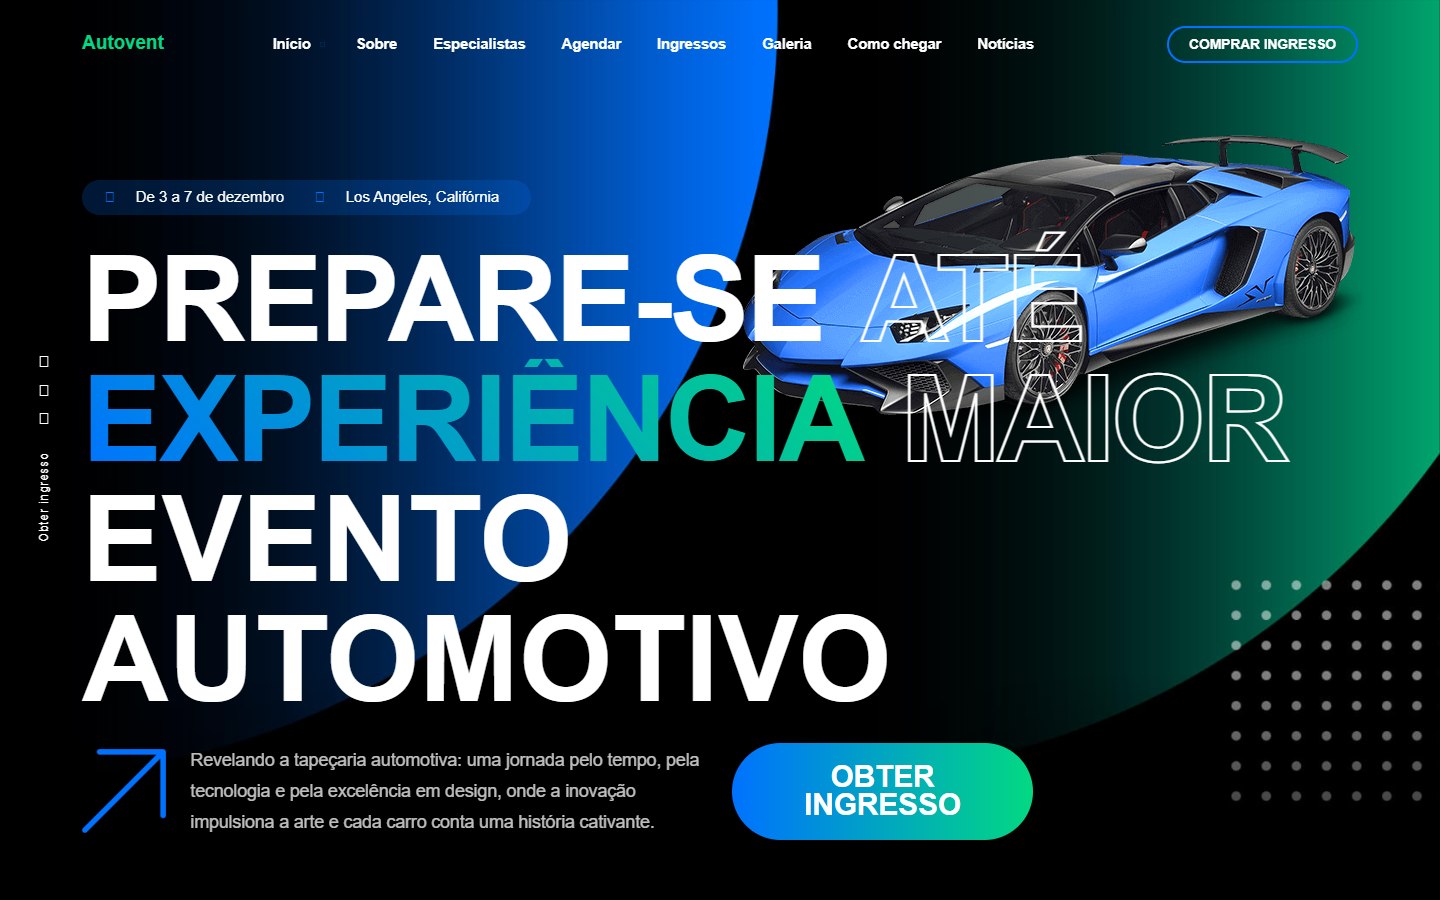 Autovent
Início
Sobre
Especialistas
Agendar
Ingressos
Galeria
Como chegar
Notícias
COMPRAR INGRESSO
De 3 a 7 de dezembro
Los Angeles, Califórnia
PREPARE-SE ATÉ
EXPERIÊNCIA MAIOR
EVENTO
AUTOMOTIVO
Obter ingresso
Revelando a tapeçaria automotiva: uma jornada pelo tempo, pela
tecnologia e pela excelência em design, onde a inovação
impulsiona a arte e cada carro conta uma história cativante.
OBTER
INGRESSO